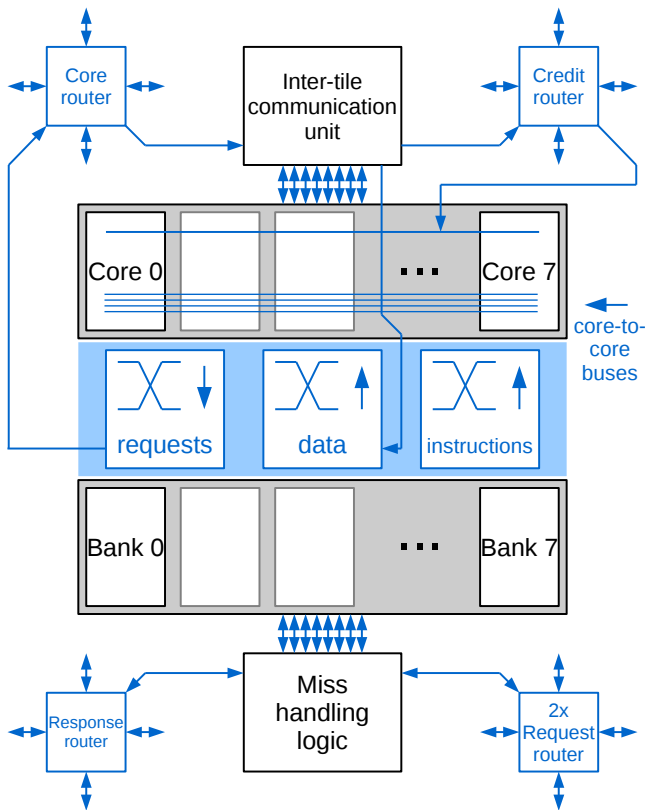 Core
router
Inter-tile
communication
unit
Credit
router
Core 0
...
Core 7
core-to-
core
buses
requests
data
instructions
Bank 0
...
Bank 7
Response
router
Miss
handling
logic
2x
Request
router